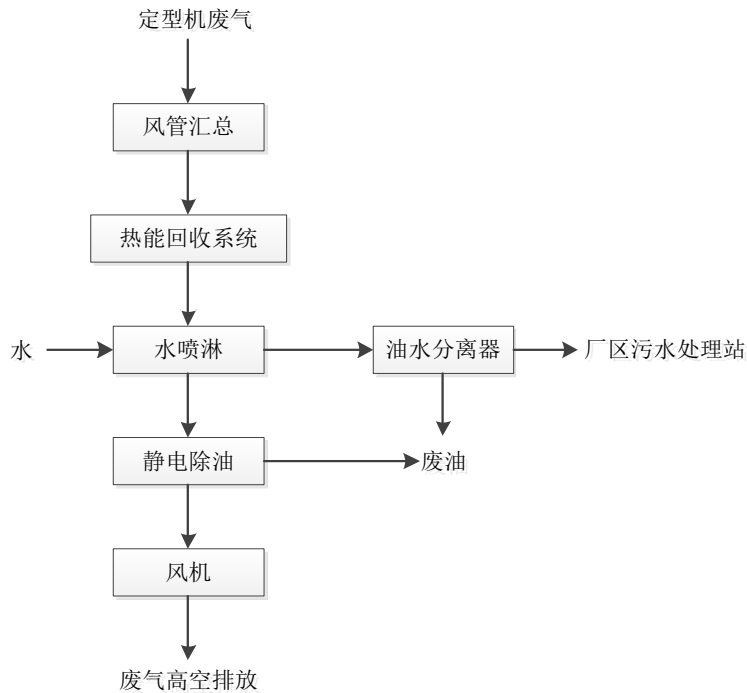 定型机废气
风管汇总
热能回收系统
水
水喷淋
油水分离器
厂区污水处理站
静电除油
废油
风机
废气高空排放